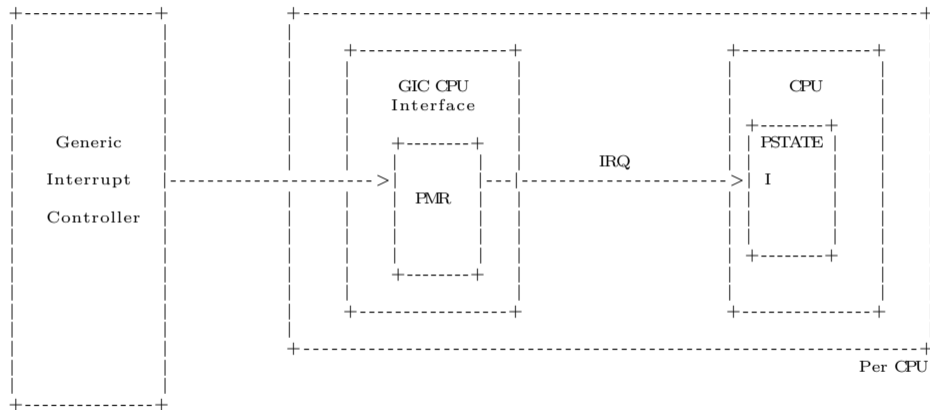 GIC CPU
Interface
CPU
Generic
Interrupt
Controller
PMR
IRQ
PSTATE
I
Per CPU